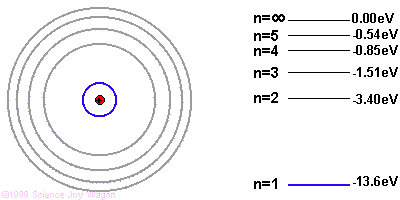 n=∞ 0.00eV
n=5 -0.54eV
n=4 -0.85eV
n=3 -1.51eV
n=2 -3.40eV
n=1 -13.6eV
+
©1999 Science Joy Wagon